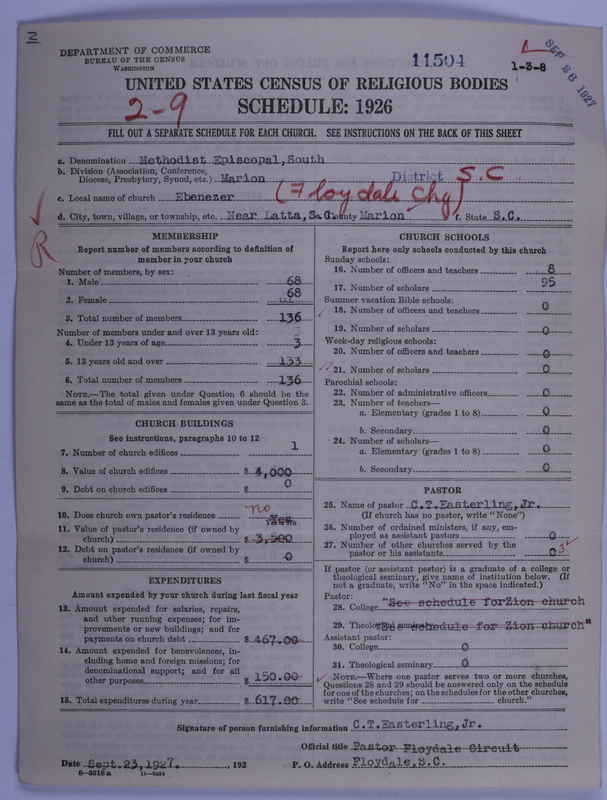 3
DEPARTMENT OF COMMERCE
BUREAU OF THE CENSUS
WASHINGTON
11504
1-3-8
SEP 26 1927
UNITED STATES CENSUS OF RELIGIOUS BODIES
2-9
SCHEDULE: 1926
FILL OUT A SEPARATE SCHEDULE FOR EACH CHURCH. SEE INSTRUCTIONS ON THE BACK OF THIS SHEET
a. Denomination Methodist Episcopal, South
b. Division (Association, Conference, Diocese, Presbytery, Synod, etc.) Marion District S.C
c. Local name of church Ebenezer (Floydale Chg)
d. City, town, village, or township, etc. Near Latta, S.C. County Marion f. State S.C.
R
MEMBERSHIP
Report number of members according to definition of
member in your church
Number of members, by sex:
1. Male 68
2. Female 68
3. Total number of members 136
Number of members under and over 13 years old:
4. Under 13 years of age 3
5. 13 years old and over 133
6. Total number of members 136
NOTE.—The total given under Question 6 should be
same as the total of males and females given under Question 3.
CHURCH BUILDINGS
See instructions, paragraphs 10 to 12
7. Number of church edifices 1
8. Value of church edifices $ 4,000
9. Debt on church edifices $ 0
10. Does church own pastor's residence? no Yes
11. Value of pastor's residence (if owned by
church) $ 3,500
12. Debt on pastor's residence (if owned by
church) $ 0
EXPENDITURES
Amount expended by your church during last fiscal year
13. Amount expended for salaries, repairs,
and other running expenses; for im-
provements or new buildings; and for
payments on church debt $ 467.00
14. Amount expended for benevolences, in-
cluding home and foreign missions; for
denominational support; and for all
other purposes $ 150.00
15. Total expenditures during year $ 617.00
CHURCH SCHOOLS
Report here only schools conducted by this church
Sunday schools:
16. Number of officers and teachers 8
17. Number of scholars 95
Summer vacation Bible schools:
18. Number of officers and teachers 0
19. Number of scholars 0
Week-day religious schools:
20. Number of officers and teachers 0
21. Number of scholars 0
Parochial schools:
22. Number of administrative officers 0
23. Number of teachers—
a. Elementary (grades 1 to 8) 0
b. Secondary 0
24. Number of scholars—
a. Elementary (grades 1 to 8) 0
b. Secondary 0
PASTOR
25. Name of pastor C.T.Easterling,Jr.
(If church has no pastor, write "None")
26. Number of ordained ministers, if any, em-
ployed as assistant pastors 0
27. Number of other churches served by the
pastor or his assistants 0 3
If pastor (or assistant pastor) is a graduate of a college or
theological seminary, give name of institution below. (If
not a graduate, write "No" in the space indicated.)
Pastor:
28. College "See schedule forZion church
29. Theological seminary "See schedule for Zion church"
Assistant pastor:
30. College 0
31. Theological seminary 0
NOTE.—Where one pastor serves two or more churches,
Questions 28 and 29 should be answered only on the schedule
for one of the churches; on the schedules for the other churches,
write "See schedule for church."
Signature of person furnishing information C.T.Easterling,Jr.
Official title Pastor Floydale Circuit
Date Sept.23,1927. , 192
P. O. Address Floydale,S.C.
8-5518a 11-9054